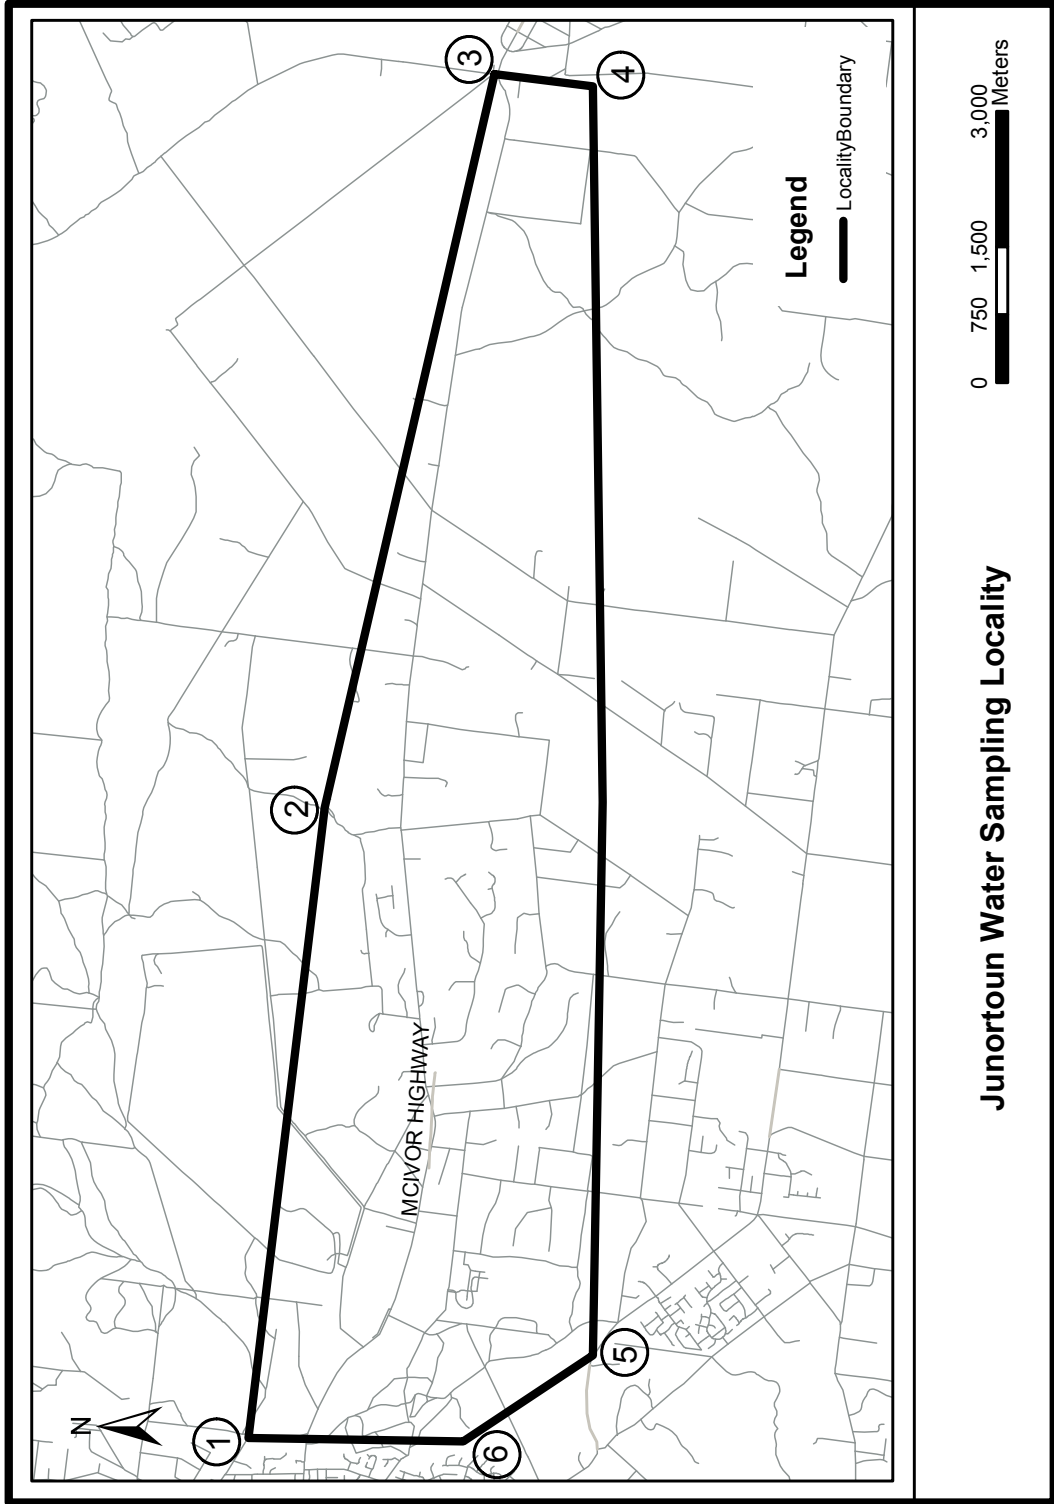 N
1
2
3
4
5
6
MCIVOR HIGHWAY
Legend
LocalityBoundary
Junortoun Water Sampling Locality
0 750 1,500 3,000
Meters